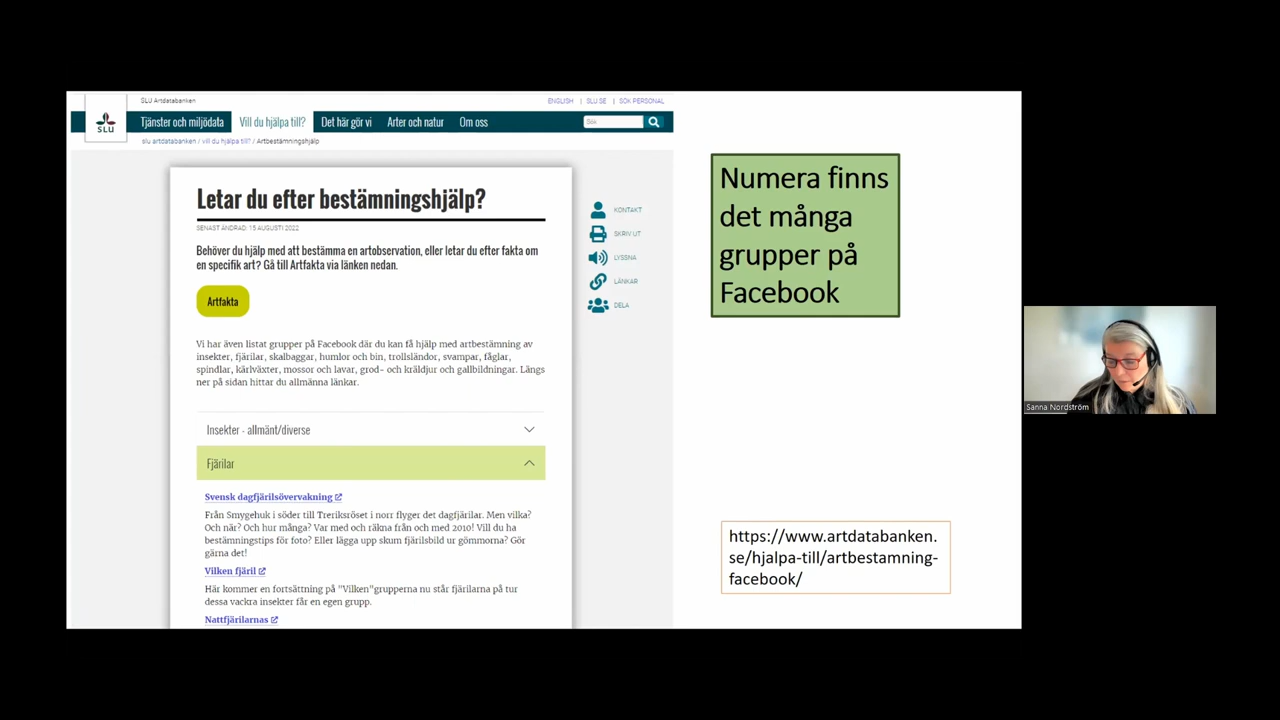 SLU Artdatabanken
ENGLISH | SLU.SE | SÖK PERSONAL
SLU
Tjänster och miljödata Vill du hjälpa till? Det här gör vi Arter och natur Om oss
Sök
slu artdatabanken / vill du hjälpa till? / Artbestämningshjälp
Letar du efter bestämningshjälp?
SENAST ÄNDRAD: 15 AUGUSTI 2022
Behöver du hjälp med att bestämma en artobservation, eller letar du efter fakta om
en specifik art? Gå till Artfakta via länken nedan.
Artfakta
KONTAKT
SKRIV UT
LYSSNA
LÄNKAR
DELA
Vi har även listat grupper på Facebook där du kan få hjälp med artbestämning av
insekter, fjärilar, skalbaggar, humlor och bin, trollsländor, svampar, fåglar,
spindlar, kärlväxter, mossor och lavar, grod- och kräldjur och gallbildningar. Längs
ner på sidan hittar du allmänna länkar.
Insekter - allmänt/diverse
Fjärilar
Svensk dagfjärilsövervakning
Från Smygehuk i söder till Treriksröset i norr flyger det dagfjärilar. Men vilka?
Och när? Och hur många? Var med och räkna från och med 2010! Vill du ha
bestämningstips för foto? Eller lägga upp skum fjärilsbild ur gömmorna? Gör
gärna det!
Vilken fjäril
Här kommer en fortsättning på "Vilken"grupperna nu står fjärilarna på tur
dessa vackra insekter får en egen grupp.
Nattfjärilarnas
Numera finns
det många
grupper på
Facebook
https://www.artdatabanken.
se/hjalpa-till/artbestamning-
facebook/
Sanna Nordström